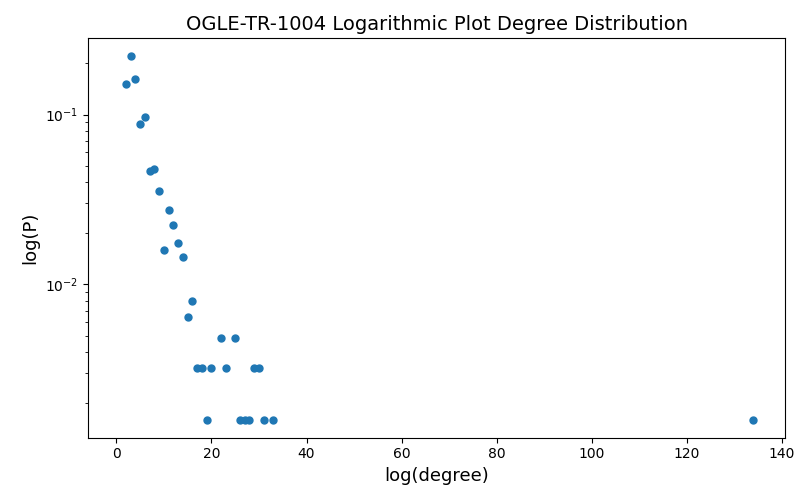 OGLE-TR-1004 Logarithmic Plot Degree Distribution
log(P)
10⁻¹
10⁻²
0 20 40 60 80 100 120 140
log(degree)